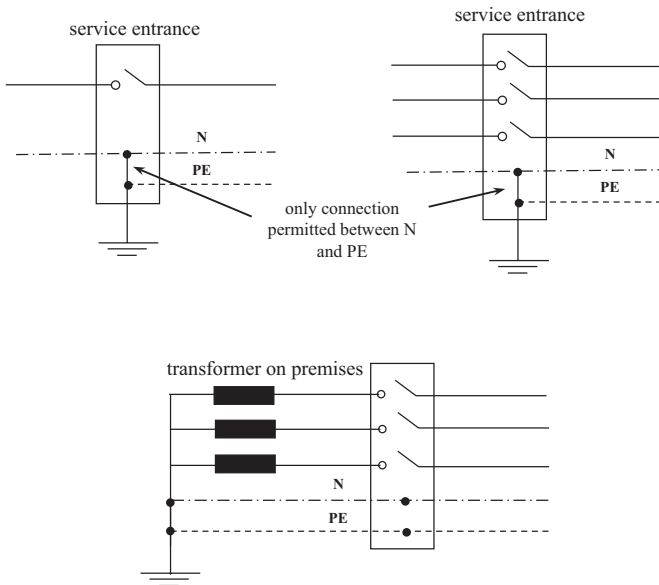 service entrance
service entrance
N
PE
N
PE
only connection
permitted between N
and PE
transformer on premises
N
PE